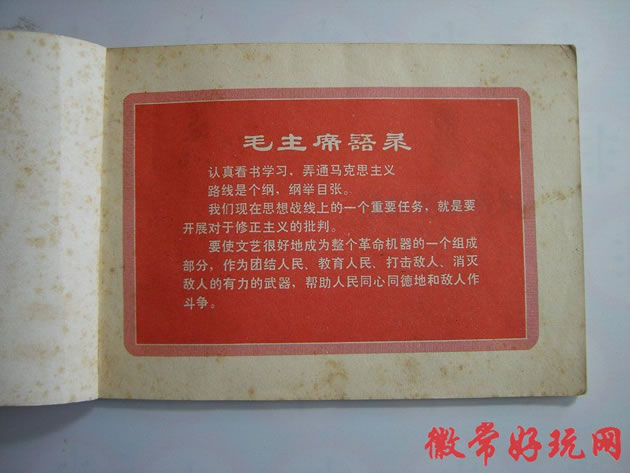 毛主席語录
认真看书学习，弄通马克思主义
路线是个纲，纲举目张。
我们现在思想战线上的一个重要任务，就是要
开展对于修正主义的批判。
要使文艺很好地成为整个革命机器的一个组成
部分，作为团结人民、教育人民、打击敌人、消灭
敌人的有力的武器，帮助人民同心同德地和敌人作
斗争。
徽常好玩网